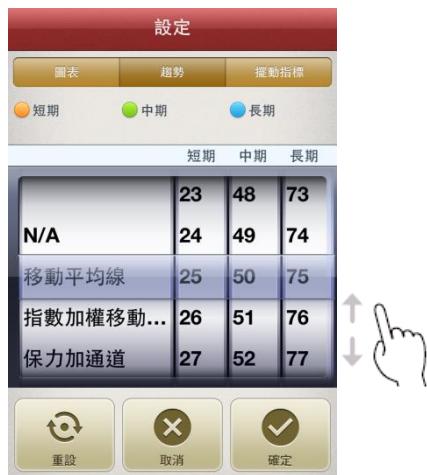 設定
圖表 趨勢 擺動指標
短期 中期 長期
短期 中期 長期
23 48 73
N/A 24 49 74
移動平均線 25 50 75
指數加權移動... 26 51 76
保力加通道 27 52 77
重設 取消 確定